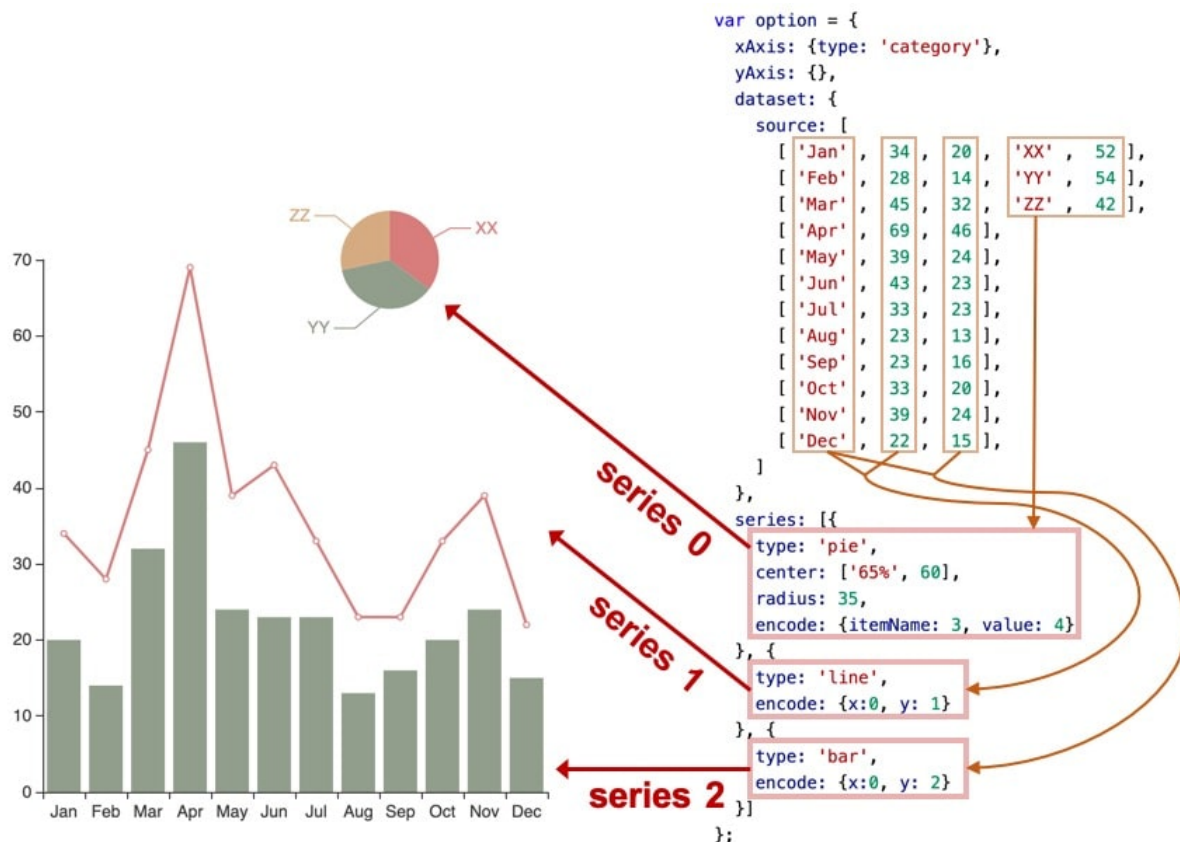 var option = {
xAxis: {type: 'category'},
yAxis: {},
dataset: {
source: [
[ 'Jan' , 34 , 20 , 'XX' , 52 ],
[ 'Feb' , 28 , 14 , 'YY' , 54 ],
[ 'Mar' , 45 , 32 , 'ZZ' , 42 ],
[ 'Apr' , 69 , 46 ],
[ 'May' , 39 , 24 ],
[ 'Jun' , 43 , 23 ],
[ 'Jul' , 33 , 23 ],
[ 'Aug' , 23 , 13 ],
[ 'Sep' , 23 , 16 ],
[ 'Oct' , 33 , 20 ],
[ 'Nov' , 39 , 24 ],
[ 'Dec' , 22 , 15 ],
]
},
series: [{
type: 'pie',
center: ['65%', 60],
radius: 35,
encode: {itemName: 3, value: 4}
}, {
type: 'line',
encode: {x:0, y: 1}
}, {
type: 'bar',
encode: {x:0, y: 2}
}]
};
ZZ
XX
YY
series 0
series 1
series 2
70
60
50
40
30
20
10
0
Jan Feb Mar Apr May Jun Jul Aug Sep Oct Nov Dec